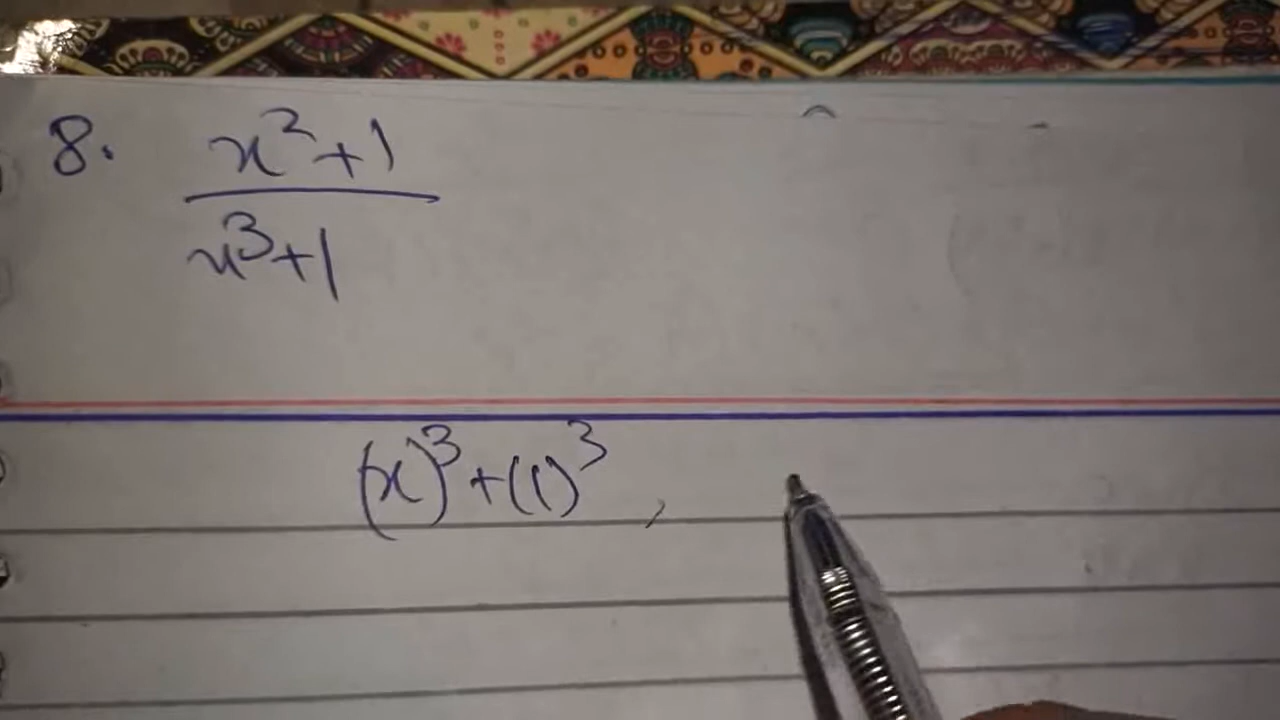 8. x²+1
x³+1
(x)³+(1)³ ,